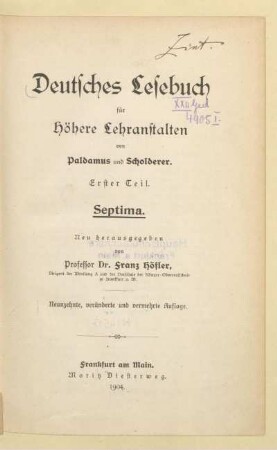 Zint.
Deutsches Lesebuch
für
Höhere Lehranstalten
von
Paldamus und Scholderer.
Erster Teil.
Septima.
Neu herausgegeben
von
Professor Dr. Franz Höfler,
Neunzehnte, veränderte und vermehrte Auflage.
Frankfurt am Main.
Moritz Diesterweg.
1904.